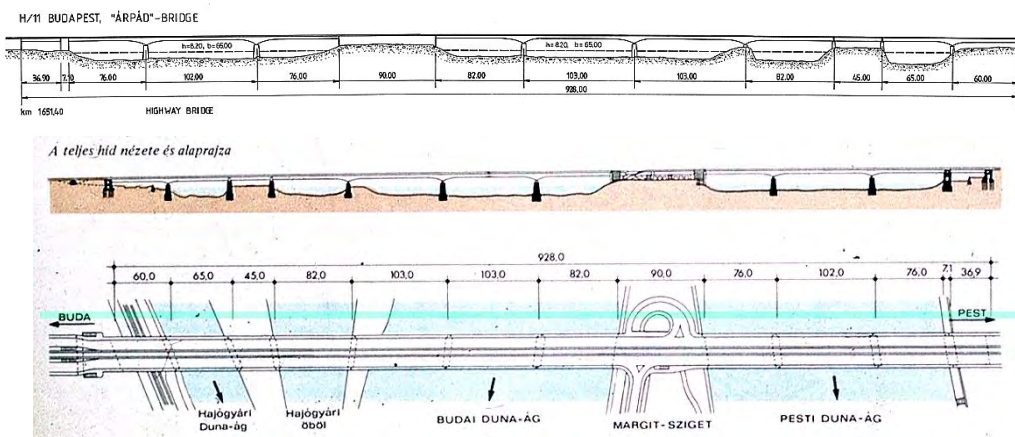 H/11 BUDAPEST, "ÁRPÁD"-BRIDGE
h=8.20, b=65.00 h=8.20, b=65.00
36.90 7.10 76.00 102.00 76.00 90.00 82.00 103.00 103.00 82.00 45.00 65.00 60.00
928.00
km 1651.40 HIGHWAY BRIDGE
A teljes híd nézete és alaprajza
928,0
60,0 65,0 45,0 82,0 103,0 103,0 82,0 90,0 76,0 102,0 76,0 7,1 36,9
BUDA PEST
Hajógyári Duna-ág
Hajógyári öböl
BUDAI DUNA-ÁG
MARGIT-SZIGET
PESTI DUNA-ÁG